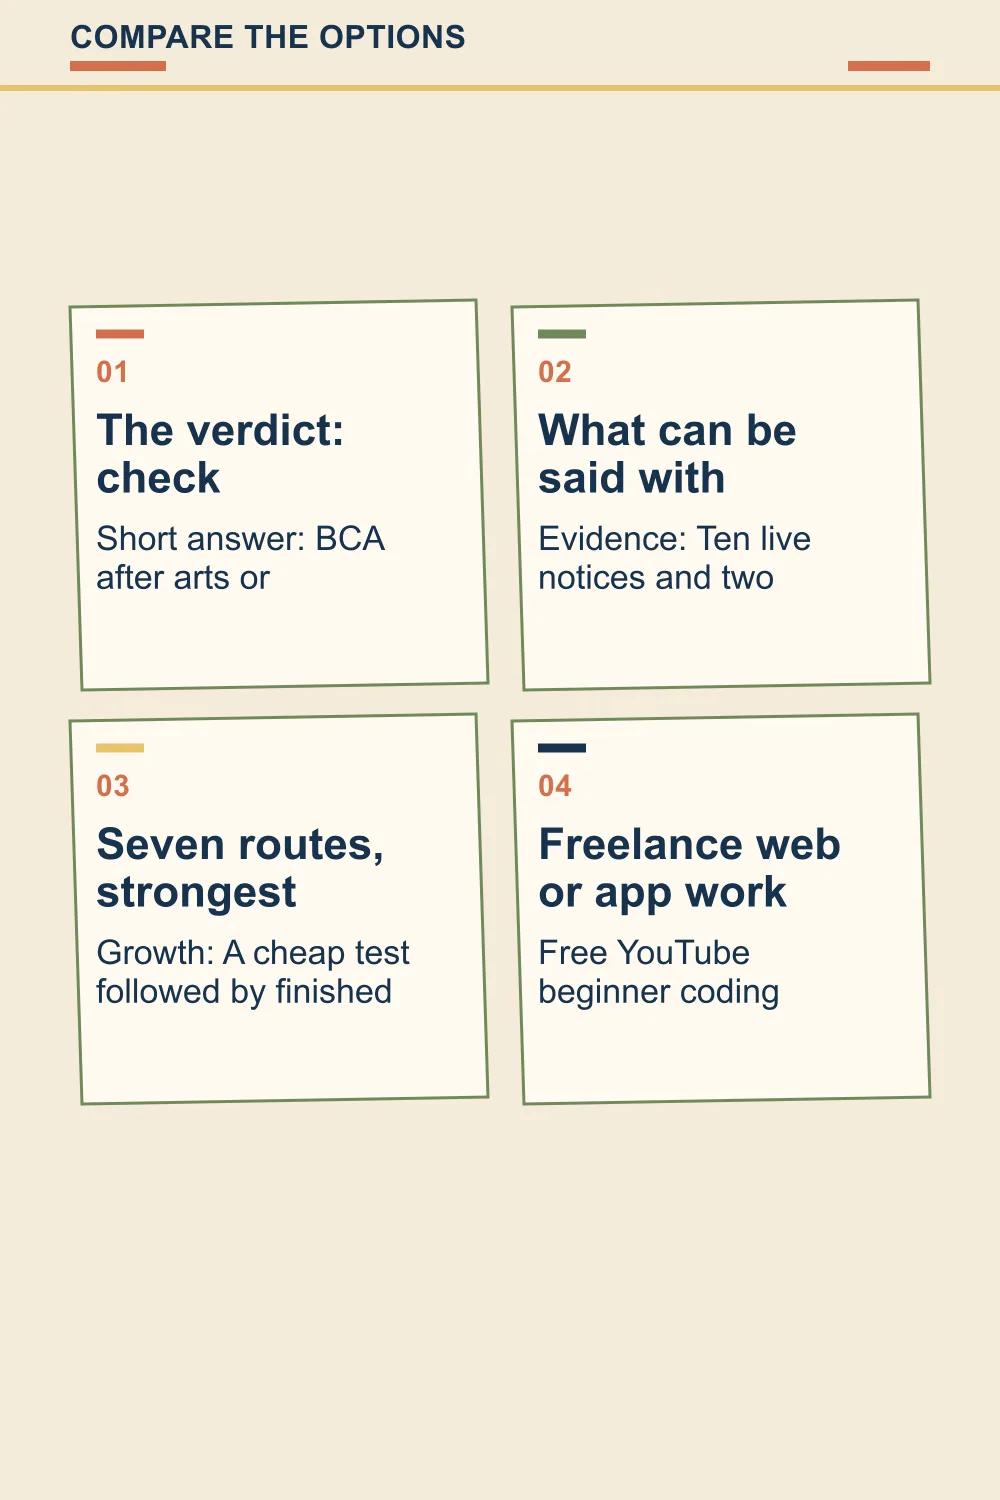 COMPARE THE OPTIONS
01
The verdict:
check
Short answer: BCA
after arts or
02
What can be
said with
Evidence: Ten live
notices and two
03
Seven routes,
strongest
Growth: A cheap test
followed by finished
04
Freelance web
or app work
Free YouTube
beginner coding